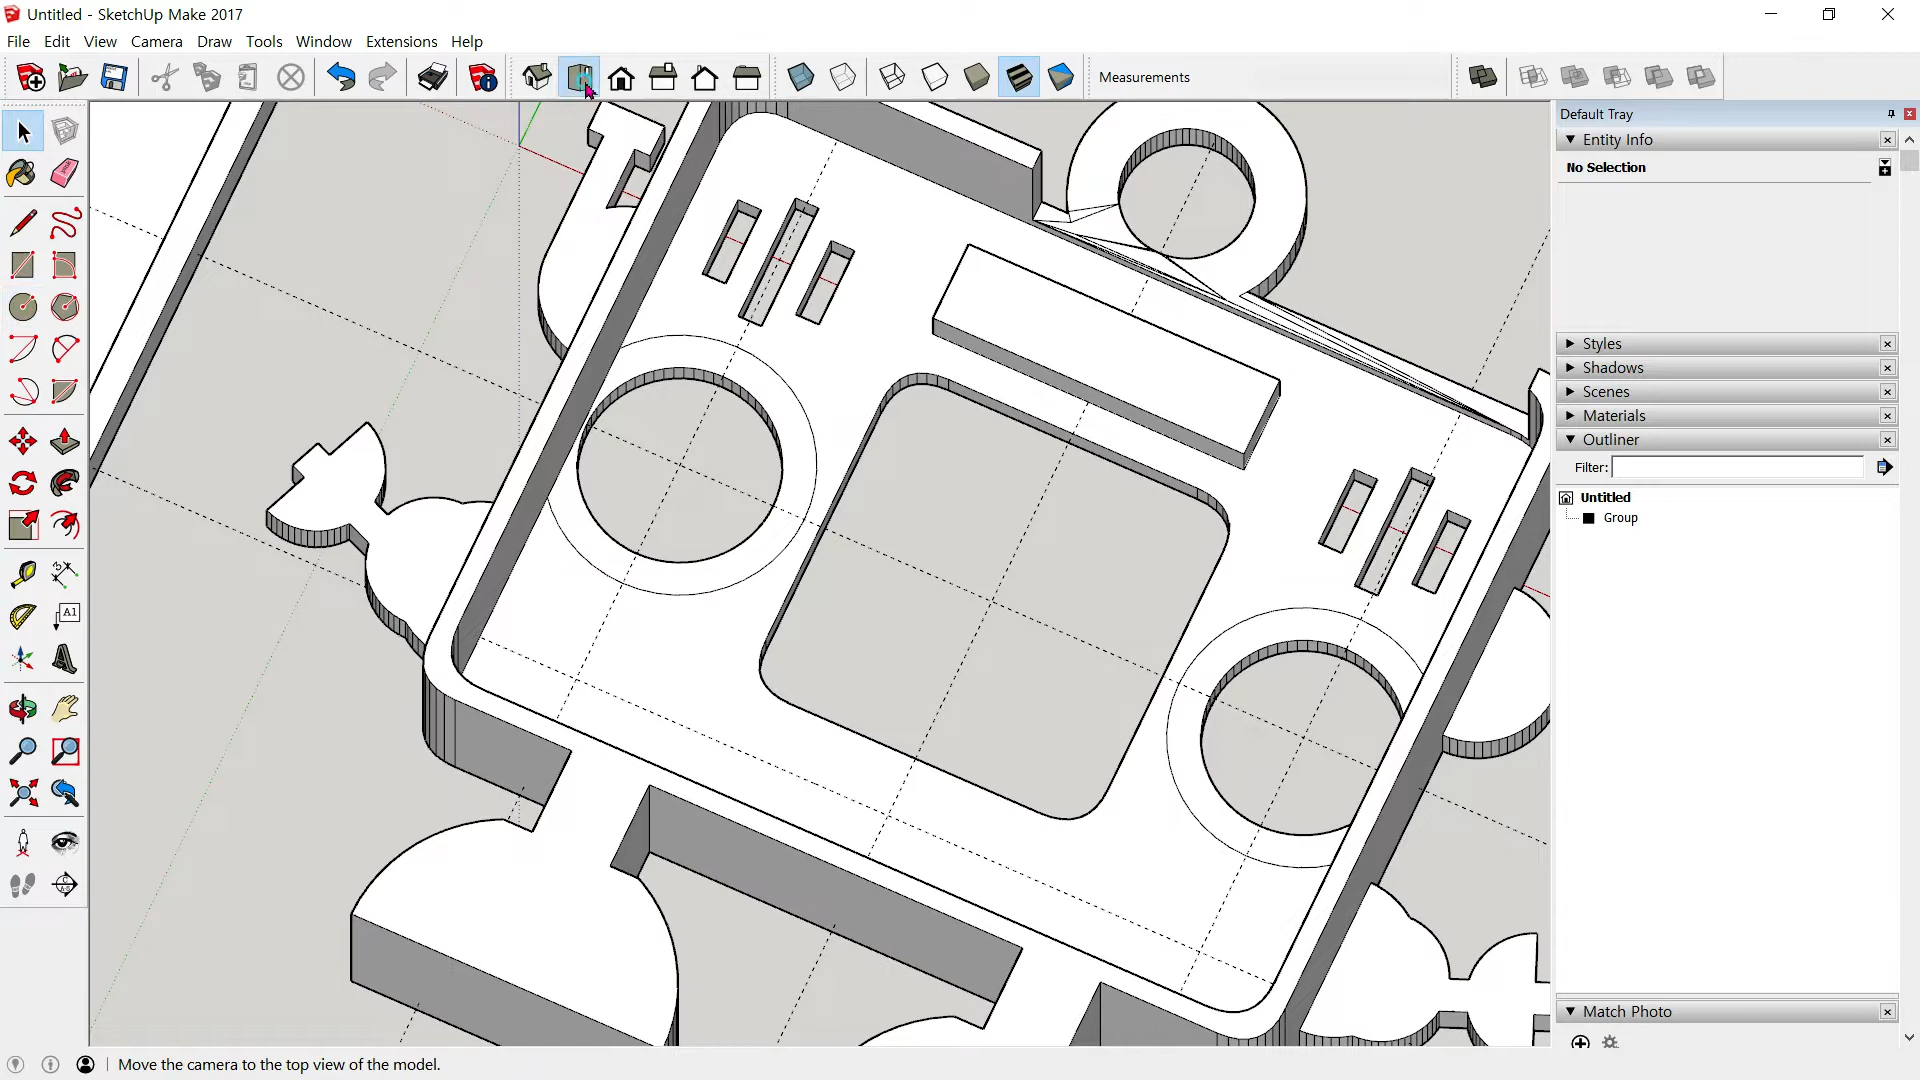 Untitled - SketchUp Make 2017
File Edit View Camera Draw Tools Window Extensions Help
Measurements
Default Tray
Entity Info
No Selection
Styles
Shadows
Scenes
Materials
Outliner
Filter:
Untitled
Group
A1
Match Photo
Move the camera to the top view of the model.